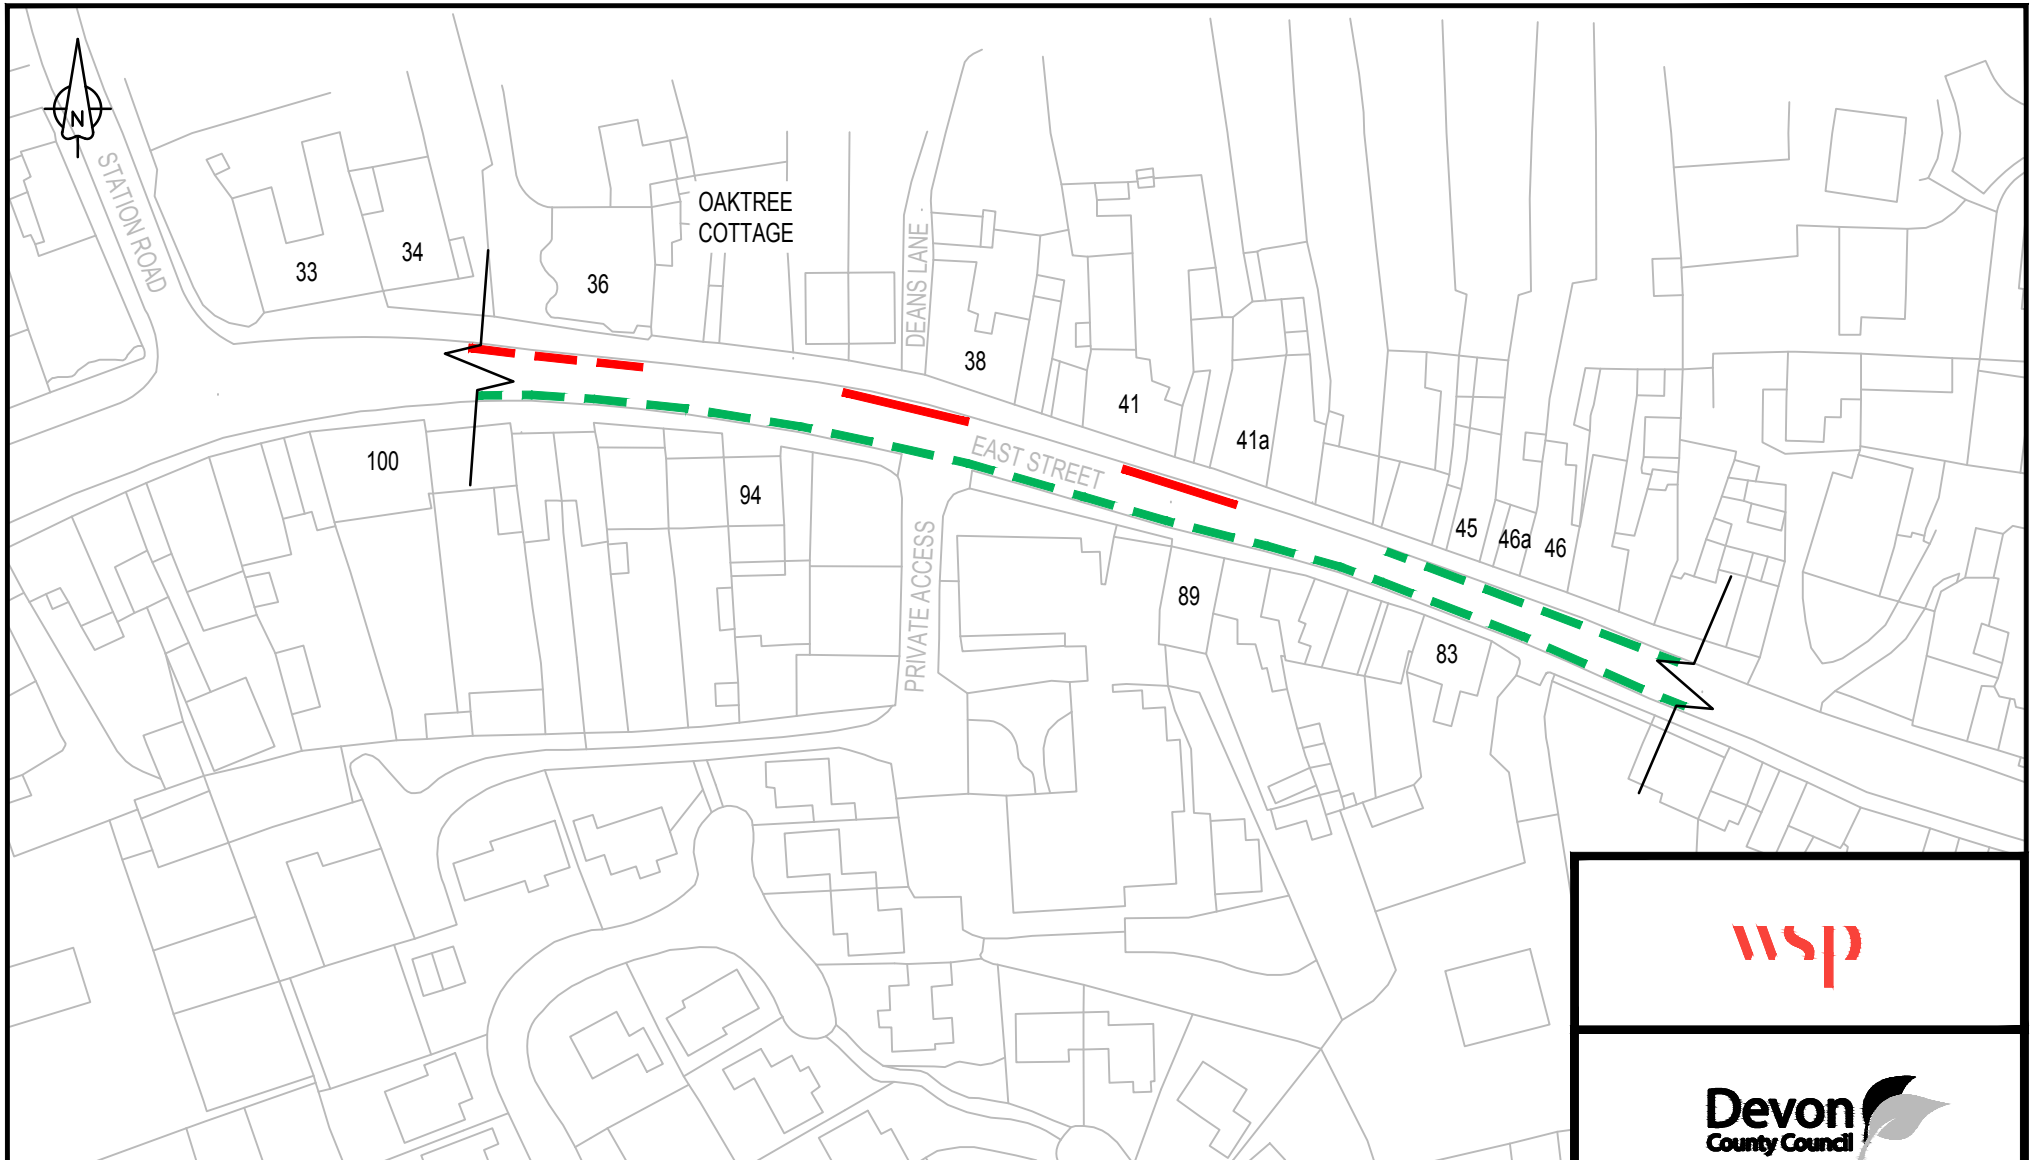 N
STATION ROAD
OAKTREE
COTTAGE
33
34
36
DEANS LANE
38
41
41a
EAST STREET
100
94
PRIVATE ACCESS
89
45
46a
46
83
wsp
Devon
County Council